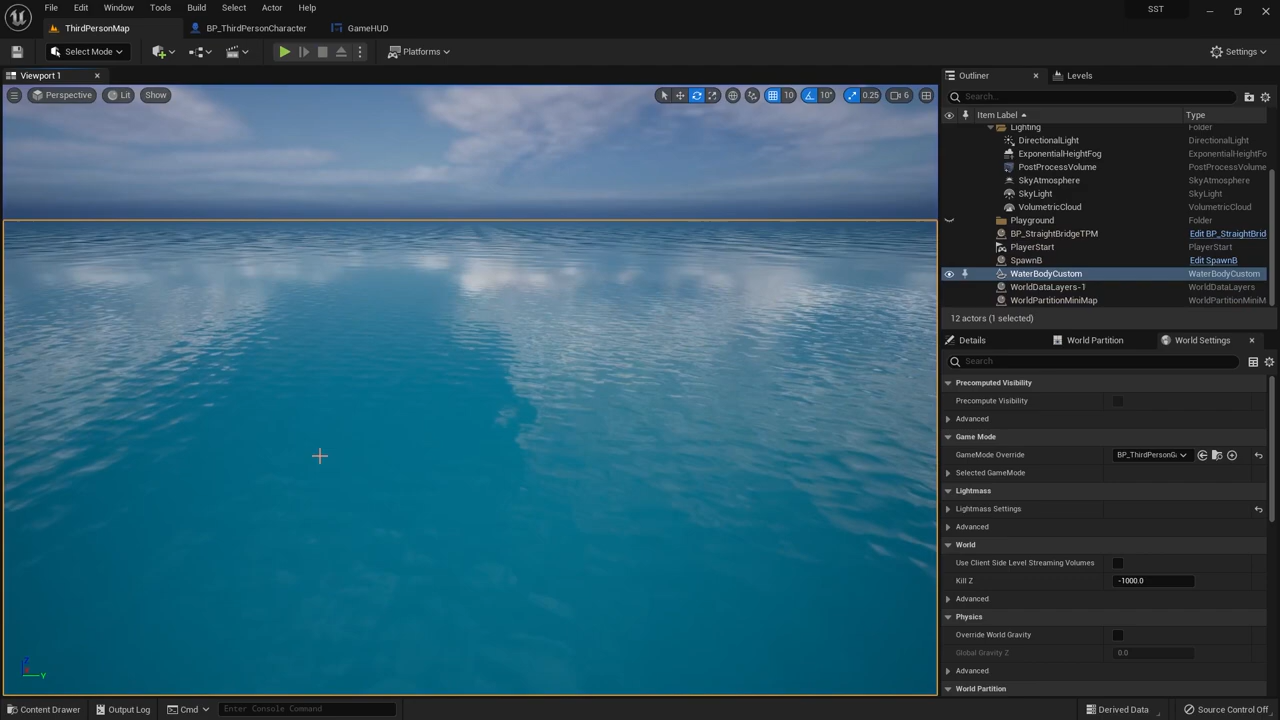 File Edit Window Tools Build Select Actor Help
SST
ThirdPersonMap BP_ThirdPersonCharacter GameHUD
Select Mode Platforms Settings
Viewport 1
Perspective Lit Show 10 10° 0.25 6
Outliner Levels
Search...
Item Label Type
Lighting Folder
DirectionalLight DirectionalLight
ExponentialHeightFog ExponentialHeightFo
PostProcessVolume PostProcessVolume
SkyAtmosphere SkyAtmosphere
SkyLight SkyLight
VolumetricCloud VolumetricCloud
Playground Folder
BP_StraightBridgeTPM Edit BP_StraightBrid
PlayerStart PlayerStart
SpawnB Edit SpawnB
WaterBodyCustom WaterBodyCustom
WorldDataLayers-1 WorldDataLayers
WorldPartitionMiniMap WorldPartitionMiniM
12 actors (1 selected)
Details World Partition World Settings
Search
Precomputed Visibility
Precompute Visibility
Advanced
Game Mode
GameMode Override BP_ThirdPersonGa
Selected GameMode
Lightmass
Lightmass Settings
Advanced
World
Use Client Side Level Streaming Volumes
Kill Z -1000.0
Advanced
Physics
Override World Gravity
Global Gravity Z 0.0
Advanced
World Partition
Z
Y
Content Drawer Output Log Cmd Enter Console Command Derived Data Source Control Off